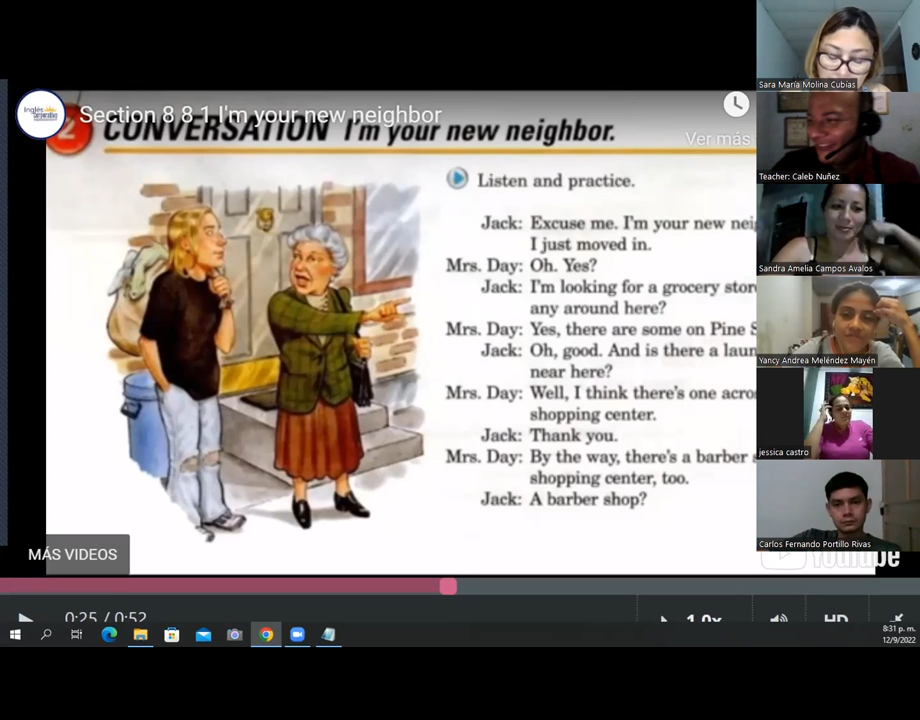 Inglés
Corporativo
Section 8 8 1 I'm your new neighbor
2 CONVERSATION I'm your new neighbor.
Ver más
Listen and practice.
Jack: Excuse me. I'm your new nei
I just moved in.
Mrs. Day: Oh. Yes?
Jack: I'm looking for a grocery stor
any around here?
Mrs. Day: Yes, there are some on Pine S
Jack: Oh, good. And is there a laun
near here?
Mrs. Day: Well, I think there's one acro
shopping center.
Jack: Thank you.
Mrs. Day: By the way, there's a barber s
shopping center, too.
Jack: A barber shop?
MÁS VIDEOS
YouTube
0:25 / 0:52
1.0x
HD
Sara María Molina Cubías
Teacher: Caleb Nuñez
Sandra Amelia Campos Avalos
Yancy Andrea Meléndez Mayén
jessica castro
Carlos Fernando Portillo Rivas
8:31 p. m.
12/9/2022